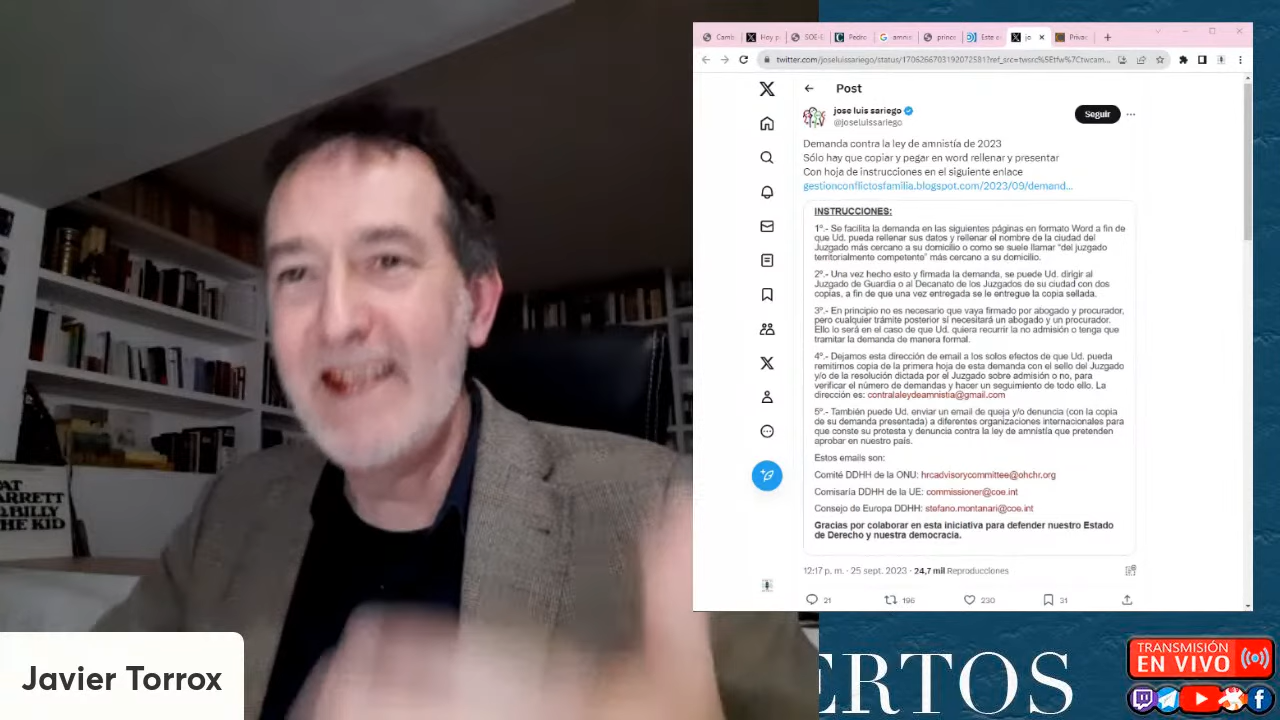 Post
jose luis sariego
@joseluissariego
Seguir
Demanda contra la ley de amnistía de 2023
Sólo hay que copiar y pegar en word rellenar y presentar
Con hoja de instrucciones en el siguiente enlace
gestionconflictosfamilia.blogspot.com/2023/09/demand...
INSTRUCCIONES:
1º.- Se facilita la demanda en las siguientes páginas en formato Word a fin de
que Ud. pueda rellenar sus datos y rellenar el nombre de la ciudad del
Juzgado más cercano a su domicilio o como se suele llamar "del juzgado
territorialmente competente" más cercano a su domicilio.
2º.- Una vez hecho esto y firmada la demanda, se puede Ud. dirigir al
Juzgado de Guardia o al Decanato de los Juzgados de su ciudad con dos
copias, a fin de que una vez entregada se le entregue la copia sellada.
3º.- En principio no es necesario que vaya firmado por abogado y procurador,
pero cualquier trámite posterior si necesitará un abogado y un procurador.
Ello lo será en el caso de que Ud. quiera recurrir la no admisión o tenga que
tramitar la demanda de manera formal.
4º.- Dejamos esta dirección de email a los solos efectos de que Ud. pueda
remitirnos copia de la primera hoja de esta demanda con el sello del Juzgado
y/o de la resolución dictada por el Juzgado sobre admisión o no, para
verificar el número de demandas y hacer un seguimiento de todo ello. La
dirección es: contralaleydeamnistia@gmail.com
5º.- También puede Ud. enviar un email de queja y/o denuncia (con la copia
de su demanda presentada) a diferentes organizaciones internacionales para
que conste su protesta y denuncia contra la ley de amnistía que pretenden
aprobar en nuestro país.
Estos emails son:
Comité DDHH de la ONU: hrcadvisorycommittee@ohchr.org
Comisaría DDHH de la UE: commissioner@coe.int
Consejo de Europa DDHH: stefano.montanari@coe.int
Gracias por colaborar en esta iniciativa para defender nuestro Estado
de Derecho y nuestra democracia.
12:17 p. m. · 25 sept. 2023 · 24,7 mil Reproducciones
21 196 230 31
PAT
GARRETT
& BILLY
THE KID
Javier Torrox
ERTOS
TRANSMISIÓN
EN VIVO